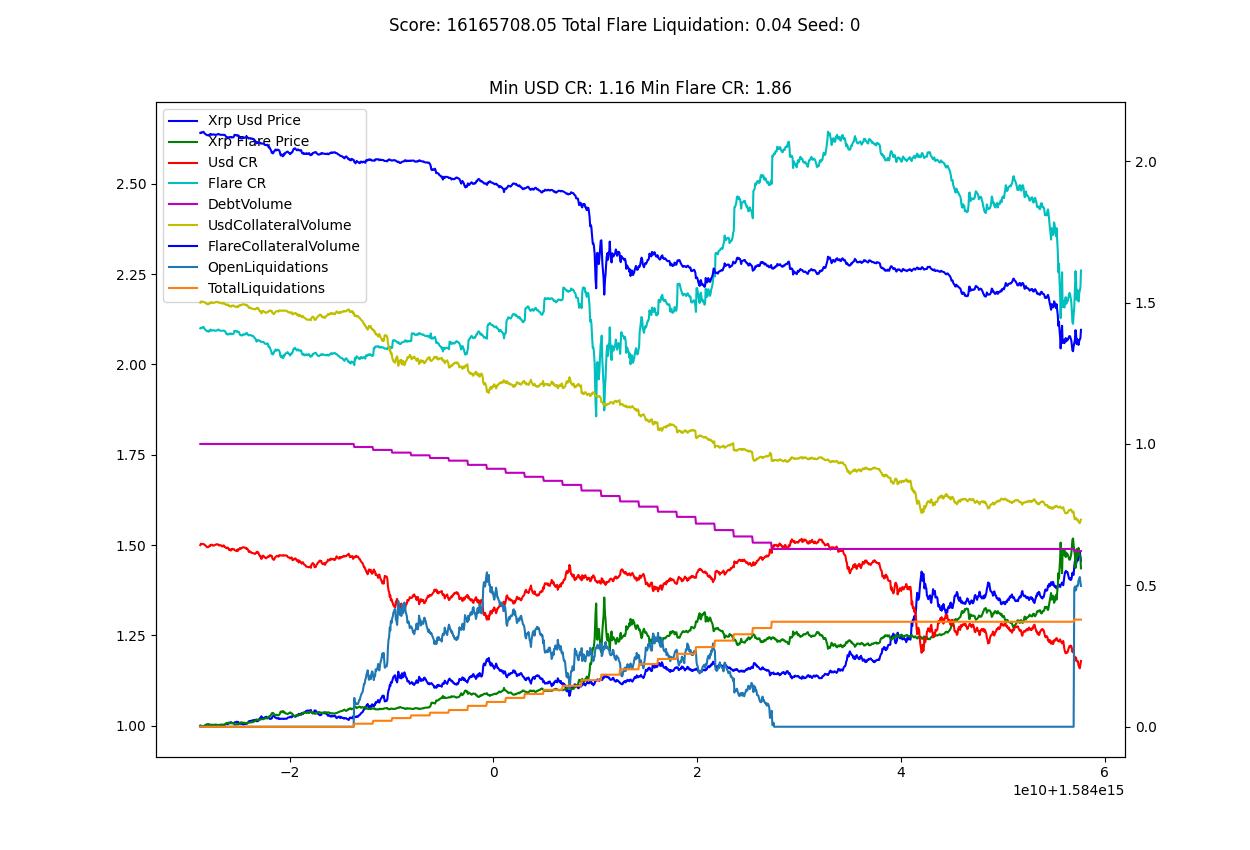 Score: 16165708.05 Total Flare Liquidation: 0.04 Seed: 0
Min USD CR: 1.16 Min Flare CR: 1.86
Xrp Usd Price
Xrp Flare Price
Usd CR
Flare CR
DebtVolume
UsdCollateralVolume
FlareCollateralVolume
OpenLiquidations
TotalLiquidations
2.50
2.25
2.00
1.75
1.50
1.25
1.00
2.0
1.5
1.0
0.5
0.0
−2
0
2
4
6
1e10+1.584e15